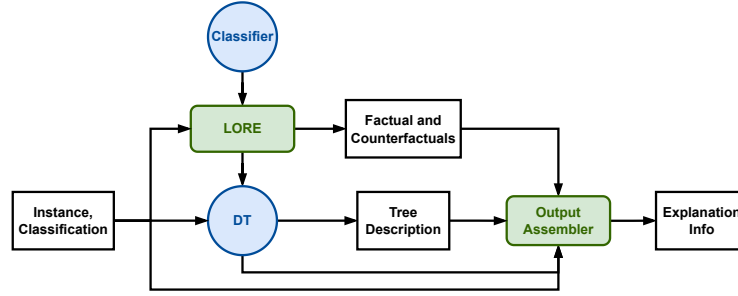 Classifier
LORE
Factual and
Counterfactuals
Instance,
Classification
DT
Tree
Description
Output
Assembler
Explanation
Info